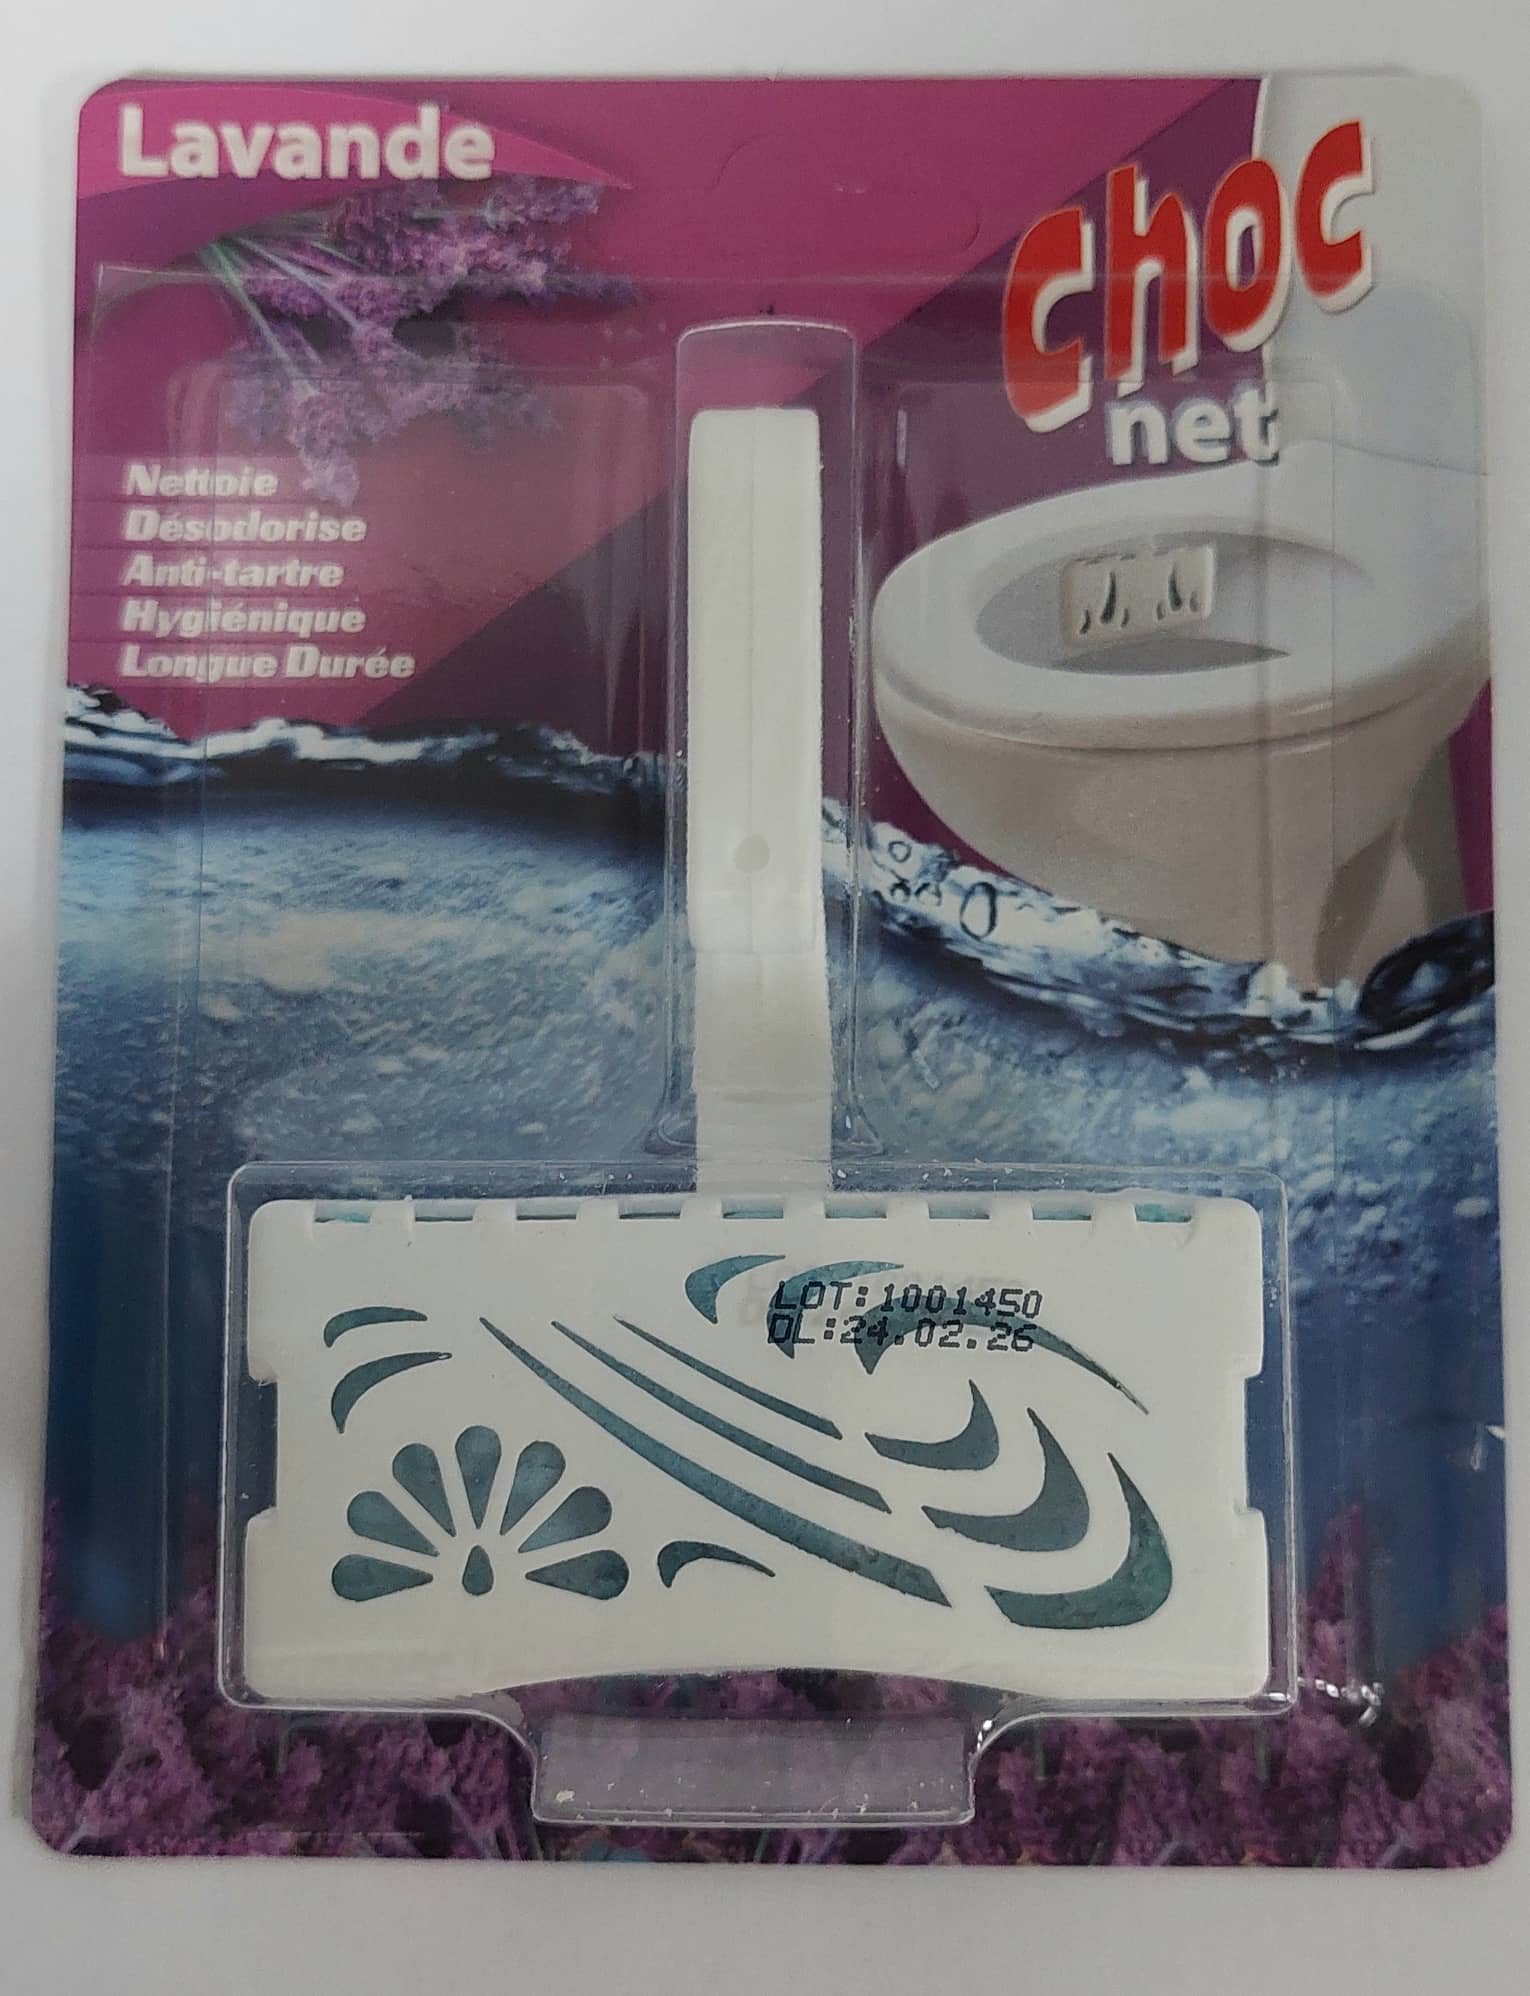 Lavande
choc
net
Nettoie
Désodorise
Anti-tartre
Hygiénique
Longue Durée
LOT:1001450
DL:24.02.26